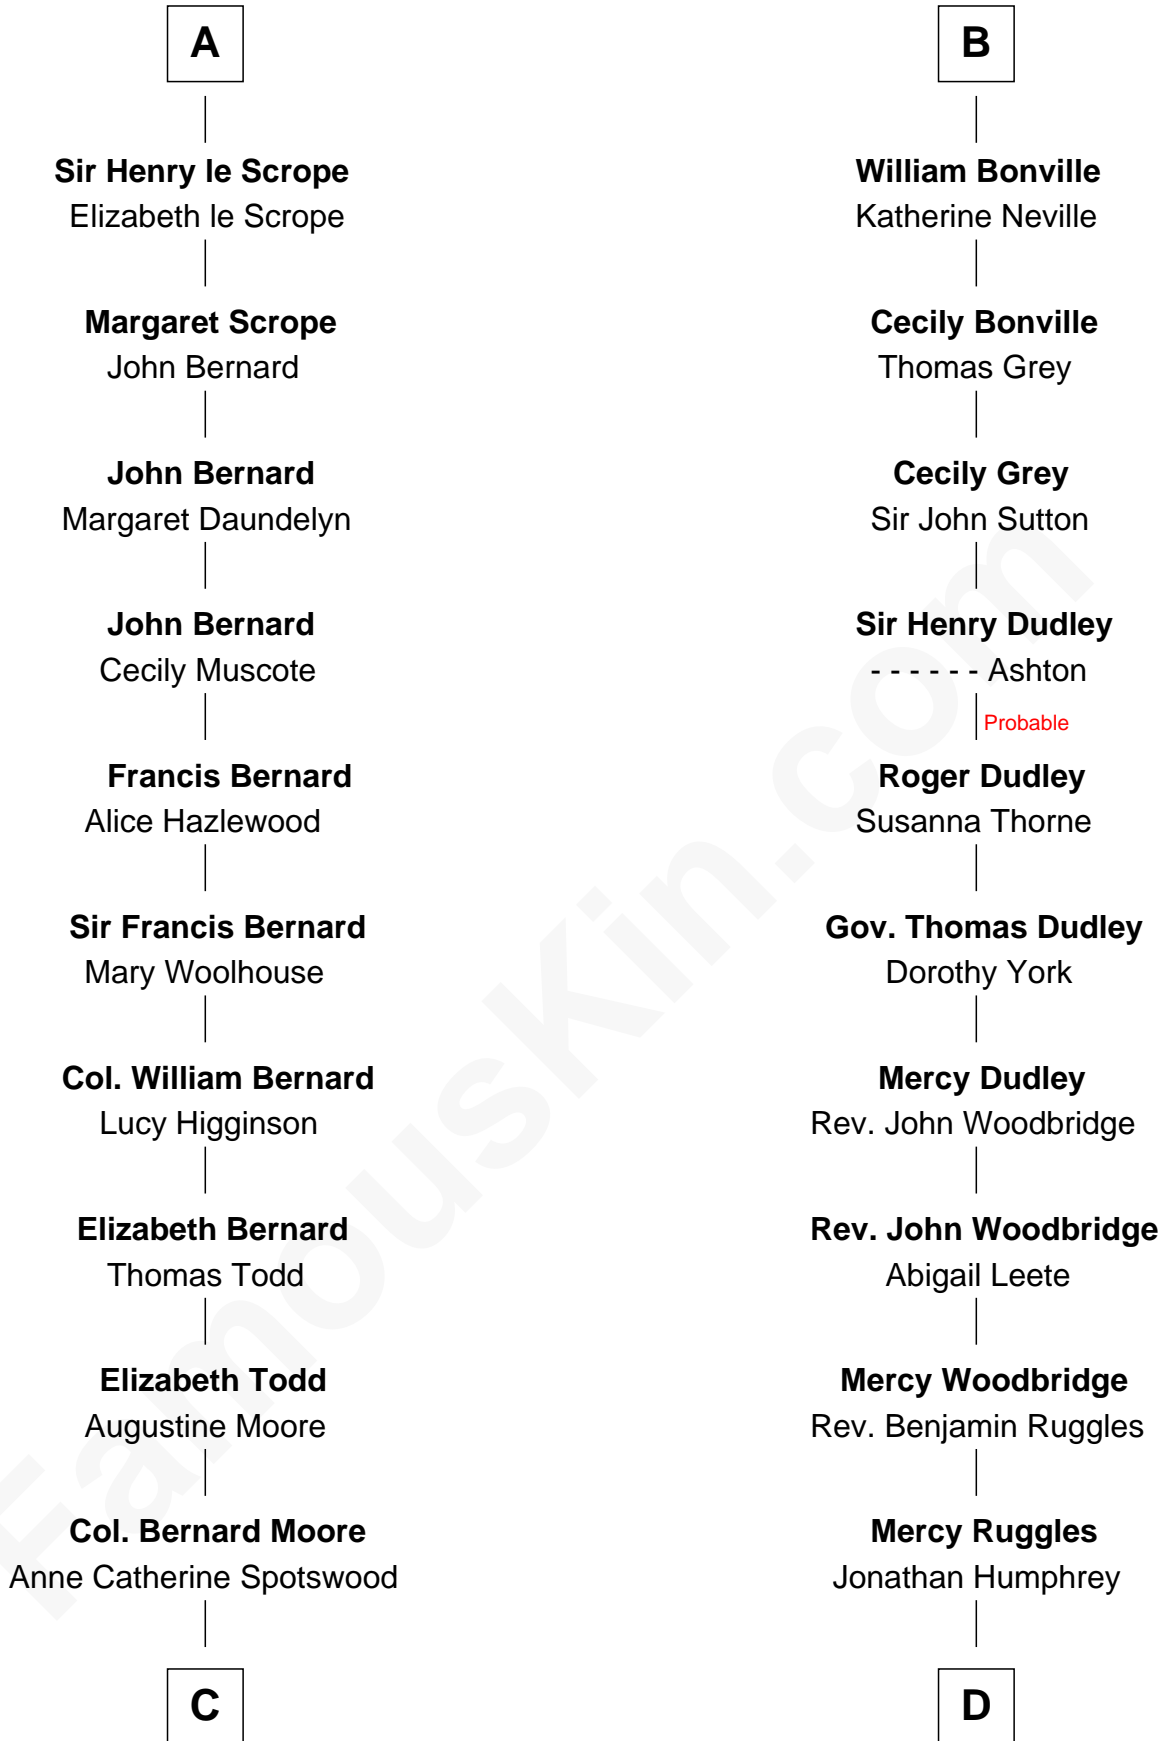 A
Sir Henry le Scrope
Elizabeth le Scrope
Margaret Scrope
John Bernard
John Bernard
Margaret Daundelyn
John Bernard
Cecily Muscote
Francis Bernard
Alice Hazlewood
Sir Francis Bernard
Mary Woolhouse
Col. William Bernard
Lucy Higginson
Elizabeth Bernard
Thomas Todd
Elizabeth Todd
Augustine Moore
Col. Bernard Moore
Anne Catherine Spotswood
C
B
William Bonville
Katherine Neville
Cecily Bonville
Thomas Grey
Cecily Grey
Sir John Sutton
Sir Henry Dudley
- - - - - - Ashton
Probable
Roger Dudley
Susanna Thorne
Gov. Thomas Dudley
Dorothy York
Mercy Dudley
Rev. John Woodbridge
Rev. John Woodbridge
Abigail Leete
Mercy Woodbridge
Rev. Benjamin Ruggles
Mercy Ruggles
Jonathan Humphrey
D
FamousKin.com